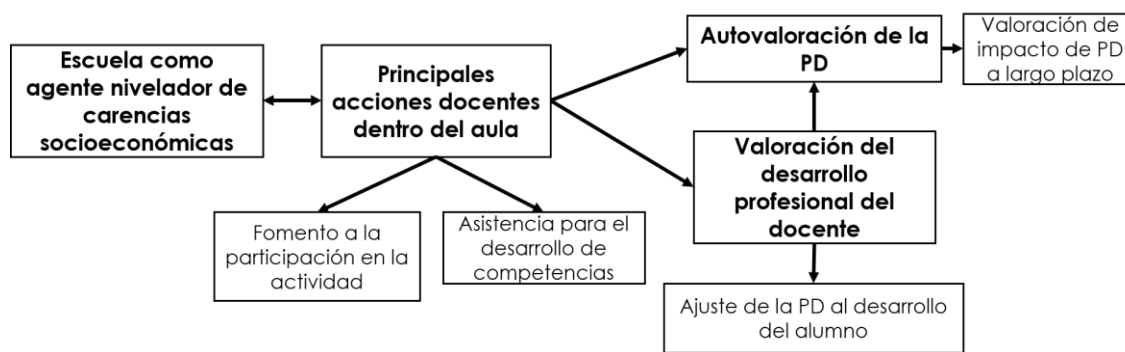 Escuela como
agente nivelador de
carencias
socioeconómicas
Principales
acciones docentes
dentro del aula
Autovaloración de la
PD
Valoración de
impacto de PD
a largo plazo
Valoración del
desarrollo
profesional del
docente
Fomento a la
participación en la
actividad
Asistencia para el
desarrollo de
competencias
Ajuste de la PD al desarrollo
del alumno